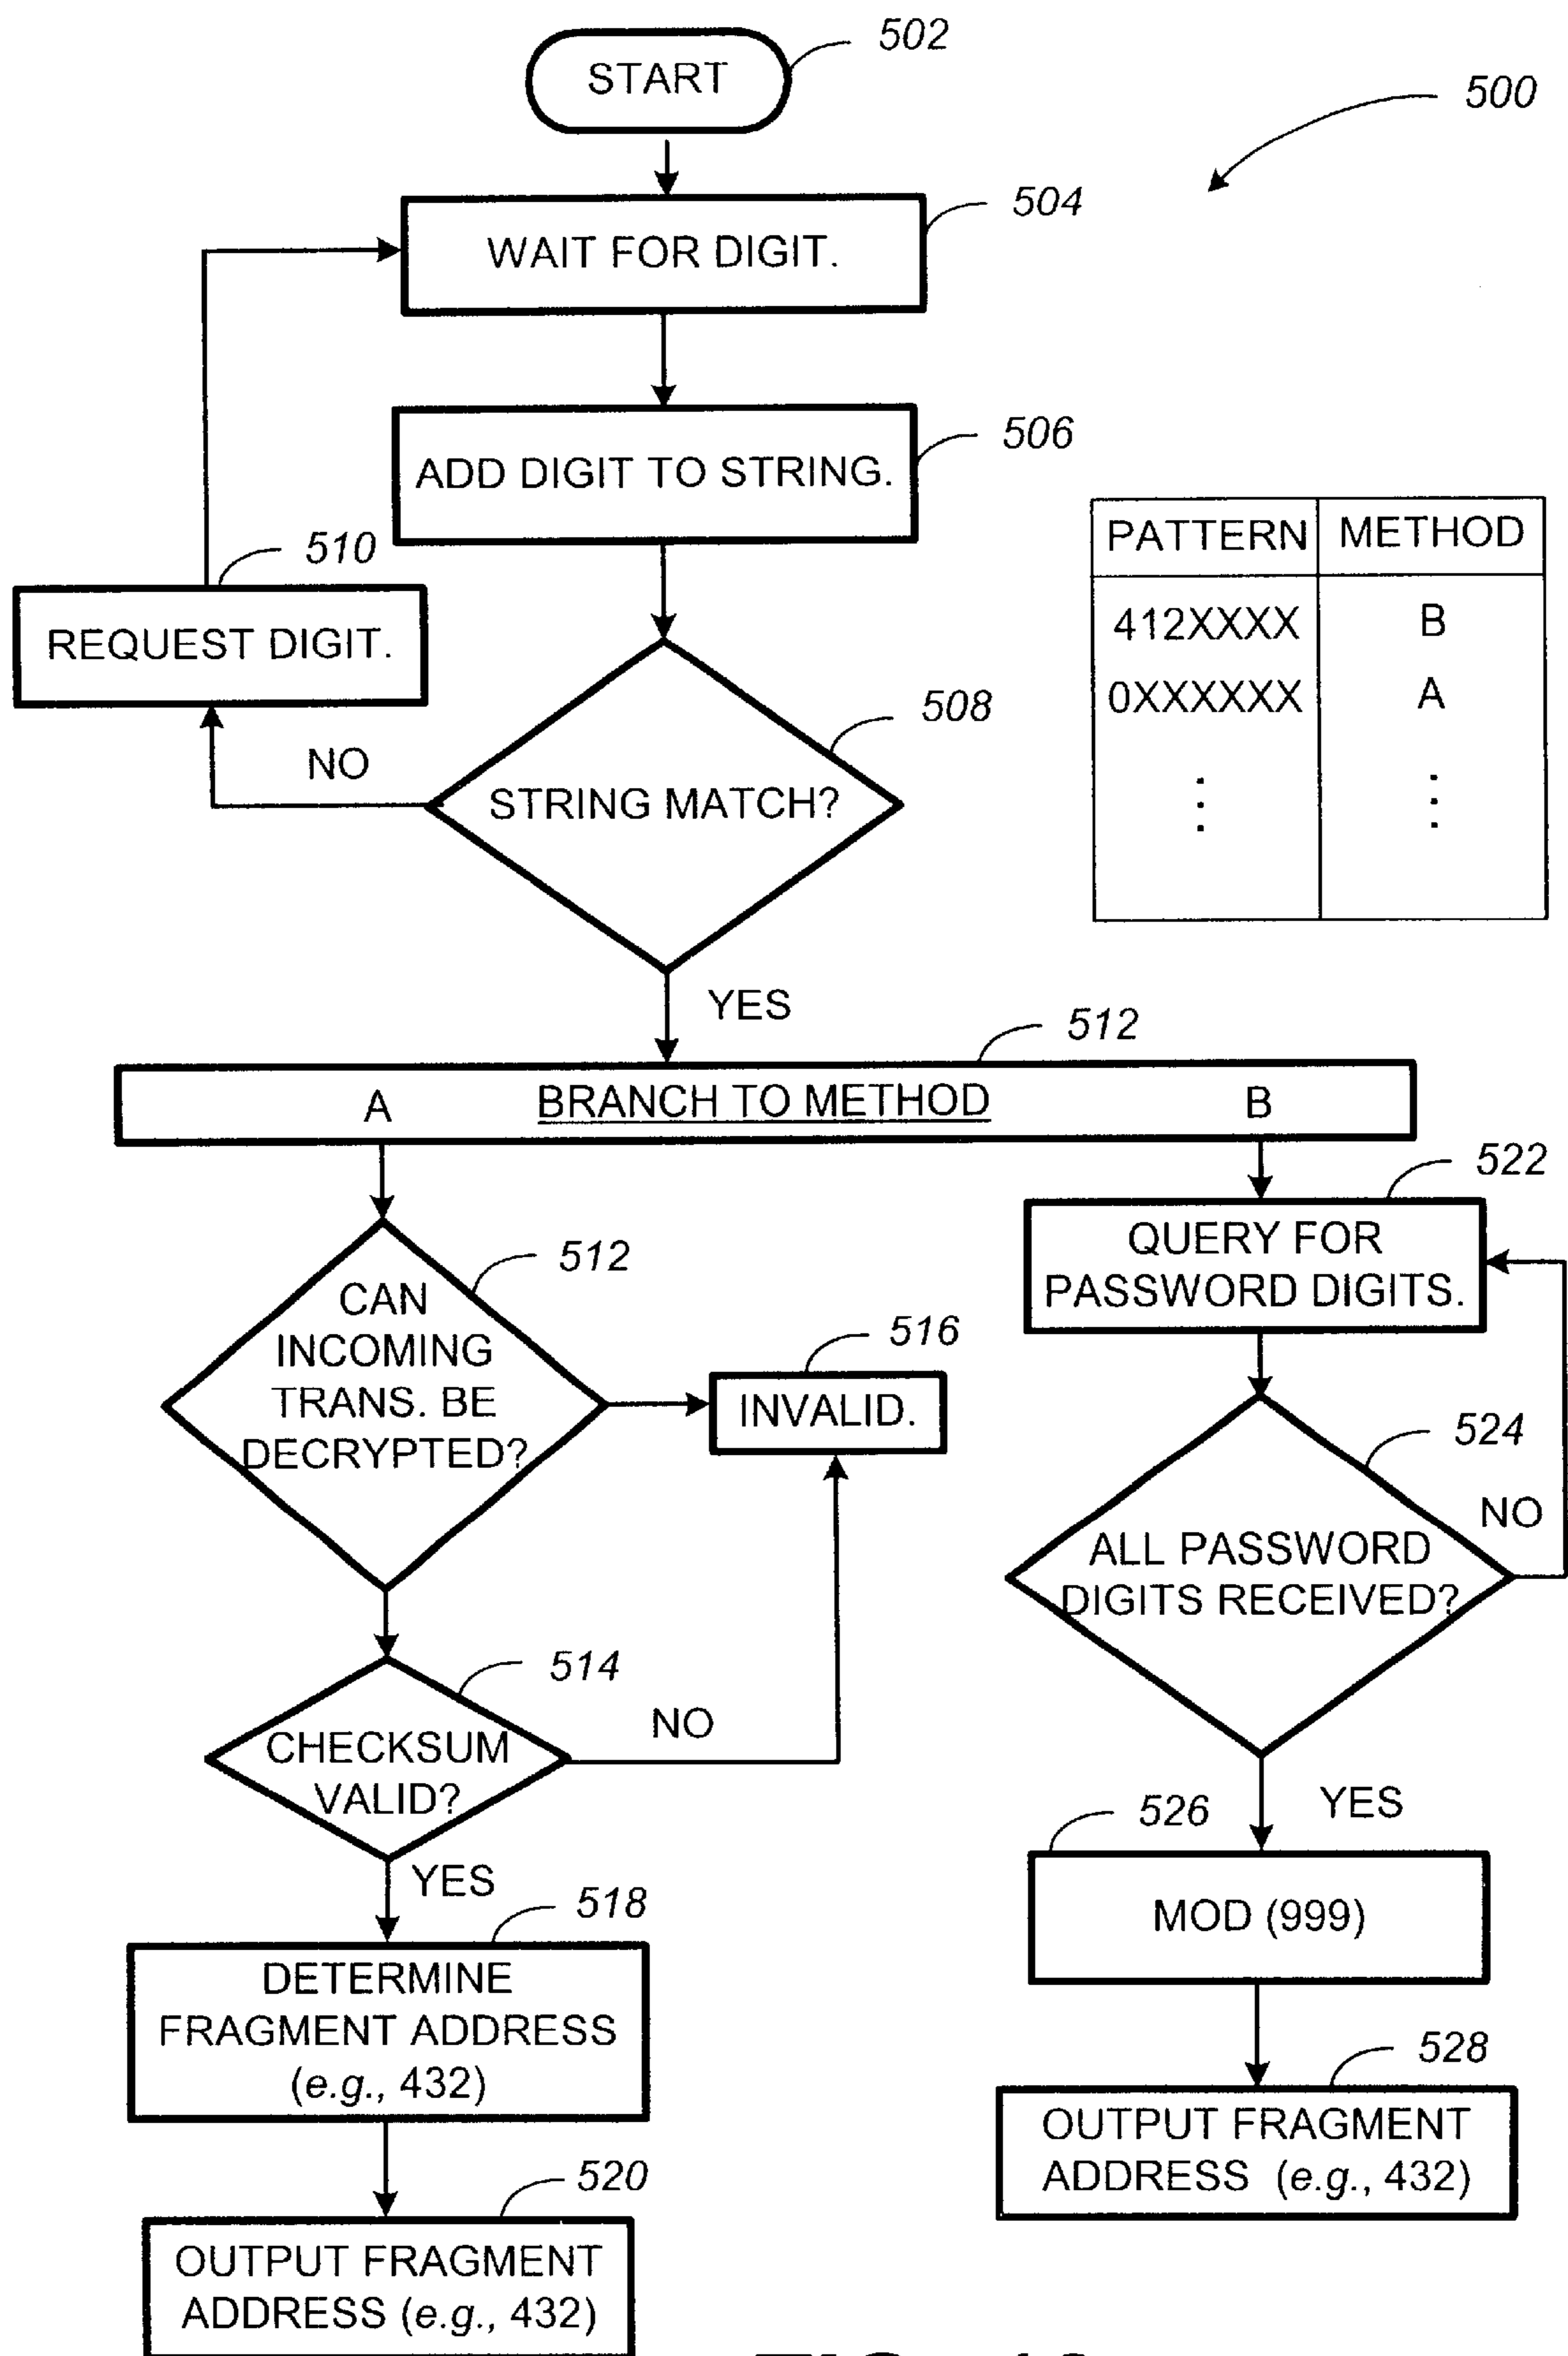 502
START
500
504
WAIT FOR DIGIT.
506
ADD DIGIT TO STRING.
510
REQUEST DIGIT.
PATTERN METHOD
412XXXX B
0XXXXXX A
508
NO
STRING MATCH?
YES
512
A BRANCH TO METHOD B
522
QUERY FOR
PASSWORD DIGITS.
512
CAN
INCOMING
TRANS. BE
DECRYPTED?
516
INVALID.
524
NO
ALL PASSWORD
DIGITS RECEIVED?
514
NO
CHECKSUM
VALID?
YES
526
YES
MOD (999)
518
DETERMINE
FRAGMENT ADDRESS
(e.g., 432)
528
OUTPUT FRAGMENT
ADDRESS (e.g., 432)
520
OUTPUT FRAGMENT
ADDRESS (e.g., 432)